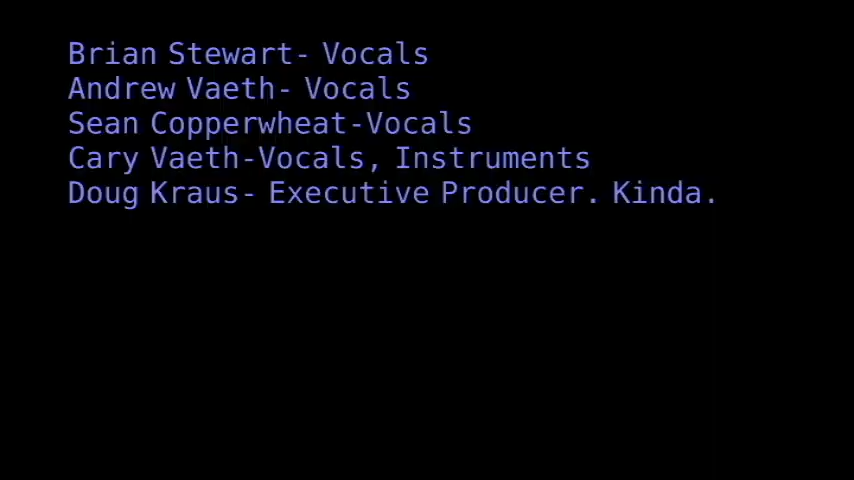 Brian Stewart- Vocals
Andrew Vaeth- Vocals
Sean Copperwheat-Vocals
Cary Vaeth-Vocals, Instruments
Doug Kraus- Executive Producer. Kinda.